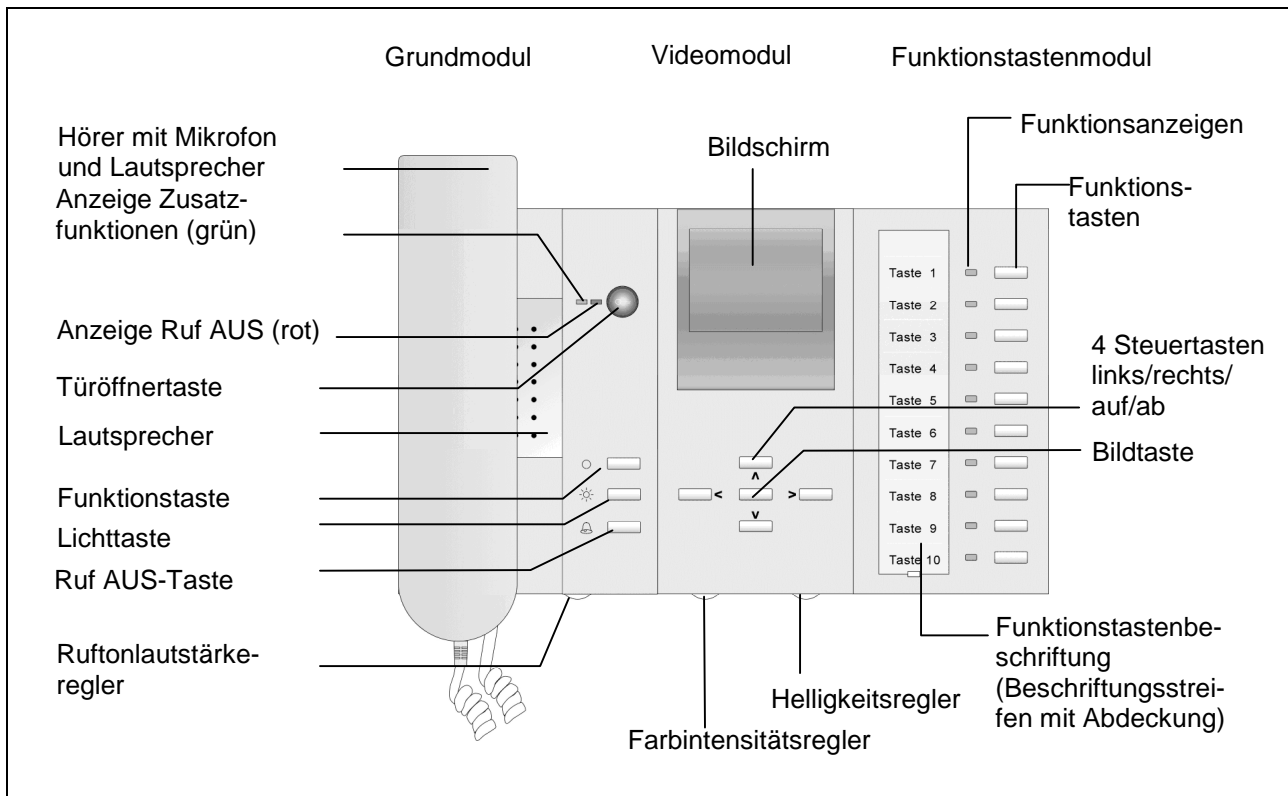 Grundmodul
Videomodul
Funktionstastenmodul
Hörer mit Mikrofon
und Lautsprecher
Anzeige Zusatz-
funktionen (grün)
Anzeige Ruf AUS (rot)
Türöffnertaste
Lautsprecher
Funktionstaste
Lichttaste
Ruf AUS-Taste
Ruftonlautstärke-
regler
Bildschirm
<
>
^
v
Farbintensitätsregler
Helligkeitsregler
Taste 1
Taste 2
Taste 3
Taste 4
Taste 5
Taste 6
Taste 7
Taste 8
Taste 9
Taste 10
Funktionsanzeigen
Funktions-
tasten
4 Steuertasten
links/rechts/
auf/ab
Bildtaste
Funktionstastenbe-
schriftung
(Beschriftungsstrei-
fen mit Abdeckung)